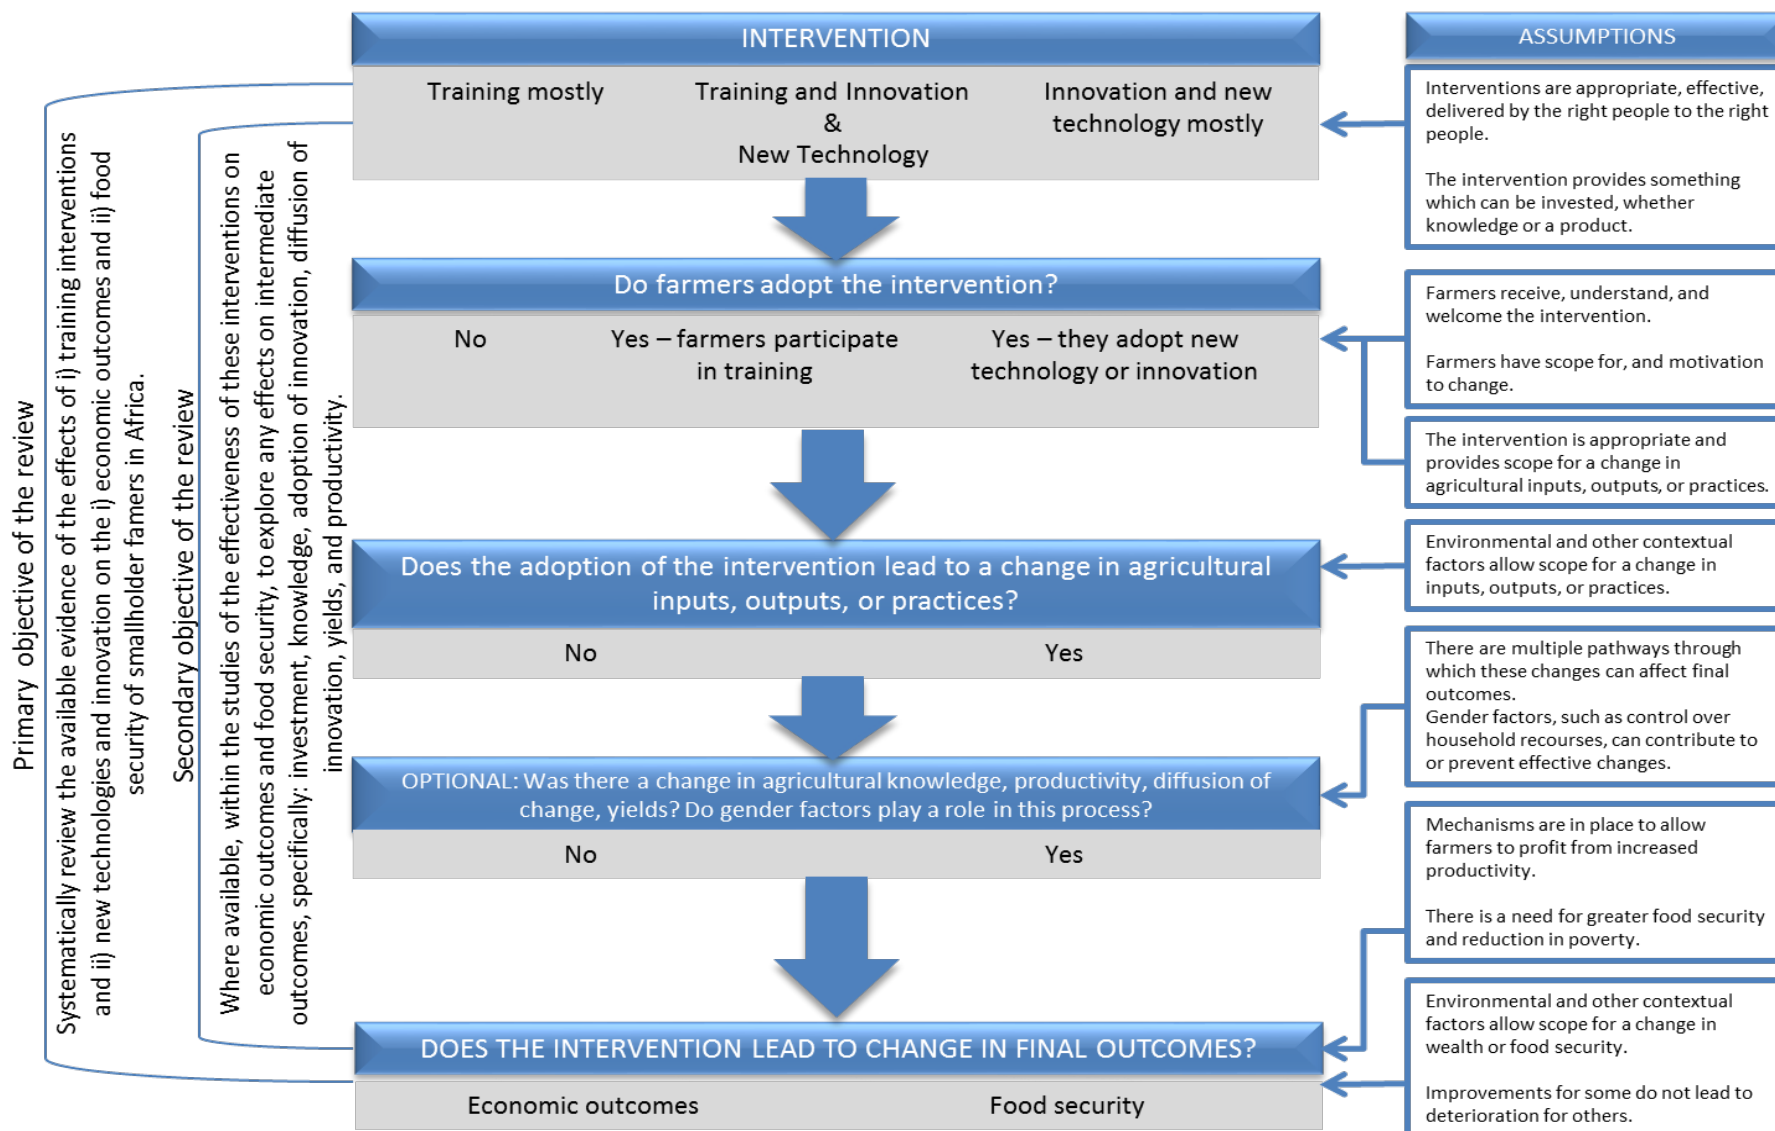 INTERVENTION
Training mostly
Training and Innovation
&
New Technology
Innovation and new
technology mostly
Do farmers adopt the intervention?
No
Yes – farmers participate
in training
Yes – they adopt new
technology or innovation
Does the adoption of the intervention lead to a change in agricultural
inputs, outputs, or practices?
No
Yes
OPTIONAL: Was there a change in agricultural knowledge, productivity, diffusion of
change, yields? Do gender factors play a role in this process?
No
Yes
DOES THE INTERVENTION LEAD TO CHANGE IN FINAL OUTCOMES?
Economic outcomes
Food security
Primary objective of the review
Systematically review the available evidence of the effects of i) training interventions
and ii) new technologies and innovation on the i) economic outcomes and ii) food
security of smallholder famers in Africa.
Secondary objective of the review
Where available, within the studies of the effectiveness of these interventions on
economic outcomes and food security, to explore any effects on intermediate
outcomes, specifically: investment, knowledge, adoption of innovation, diffusion of
innovation, yields, and productivity.
ASSUMPTIONS
Interventions are appropriate, effective,
delivered by the right people to the right
people.
The intervention provides something
which can be invested, whether
knowledge or a product.
Farmers receive, understand, and
welcome the intervention.
Farmers have scope for, and motivation
to change.
The intervention is appropriate and
provides scope for a change in
agricultural inputs, outputs, or practices.
Environmental and other contextual
factors allow scope for a change in
inputs, outputs, or practices.
There are multiple pathways through
which these changes can affect final
outcomes.
Gender factors, such as control over
household recourses, can contribute to
or prevent effective changes.
Mechanisms are in place to allow
farmers to profit from increased
productivity.
There is a need for greater food security
and reduction in poverty.
Environmental and other contextual
factors allow scope for a change in
wealth or food security.
Improvements for some do not lead to
deterioration for others.